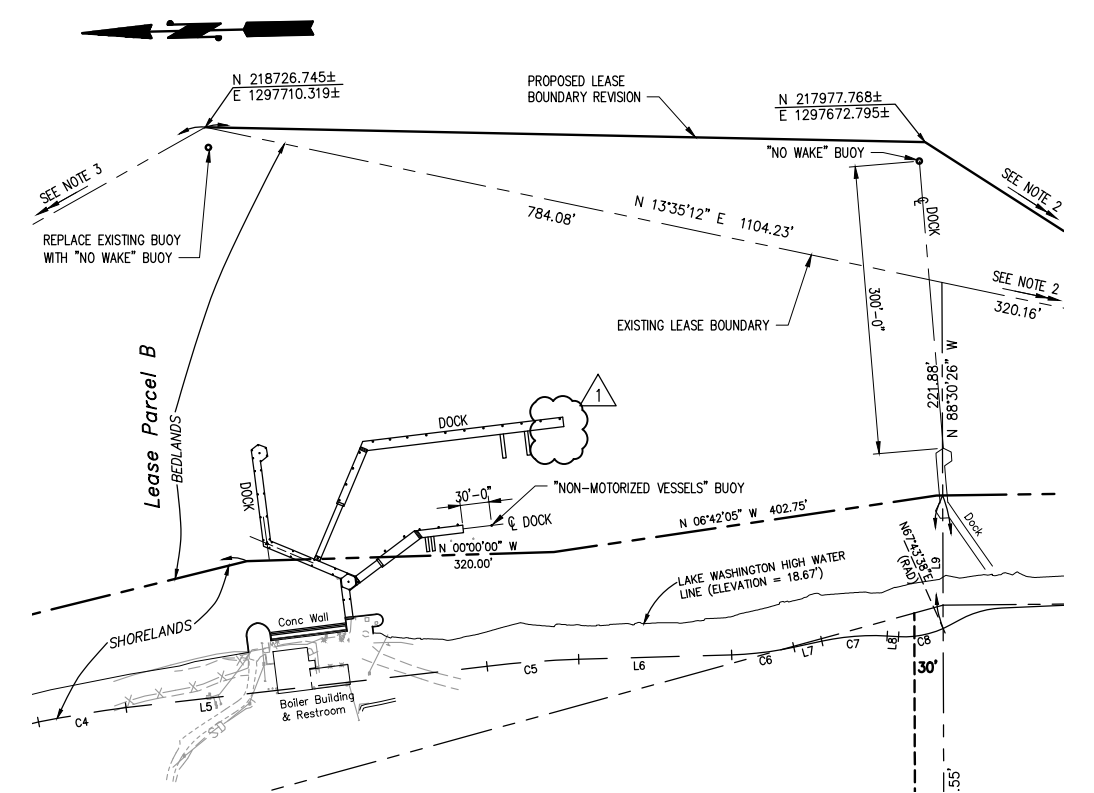 N 218726.745±
E 1297710.319±
PROPOSED LEASE
BOUNDARY REVISION
N 217977.768±
E 1297672.795±
"NO WAKE" BUOY
SEE NOTE 3
SEE NOTE 2
REPLACE EXISTING BUOY
WITH "NO WAKE" BUOY
℄ DOCK
784.08'
N 13°35'12" E 1104.23'
SEE NOTE 2
320.16'
300'-0"
EXISTING LEASE BOUNDARY
221.88'
N 88°30'26" W
Lease Parcel B
BEDLANDS
1
DOCK
DOCK
30'-0"
"NON-MOTORIZED VESSELS" BUOY
℄ DOCK
N 06°42'05" W 402.75'
Dock
N 00°00'00" W
320.00'
N67°43'38"E
(RAD)
LAKE WASHINGTON HIGH WATER
LINE (ELEVATION = 18.67')
SHORELANDS
Conc Wall
C4
L5
C5
L6
C6
L7
C7
L8
C8
30'
Boiler Building
& Restroom
SD
.55'